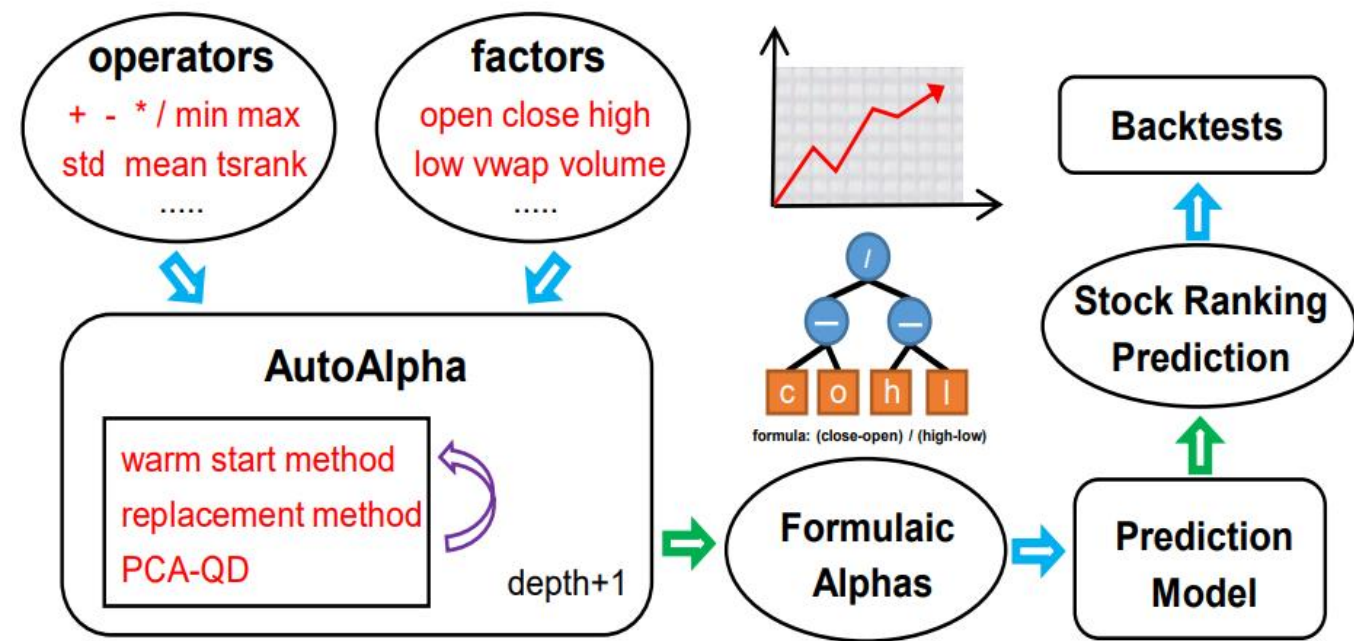 operators
+ - * / min max
std mean tsrank
.....
factors
open close high
low vwap volume
.....
AutoAlpha
warm start method
replacement method
PCA-QD
depth+1
/
— —
c o h l
formula: (close-open) / (high-low)
Formulaic
Alphas
Backtests
Stock Ranking
Prediction
Prediction
Model